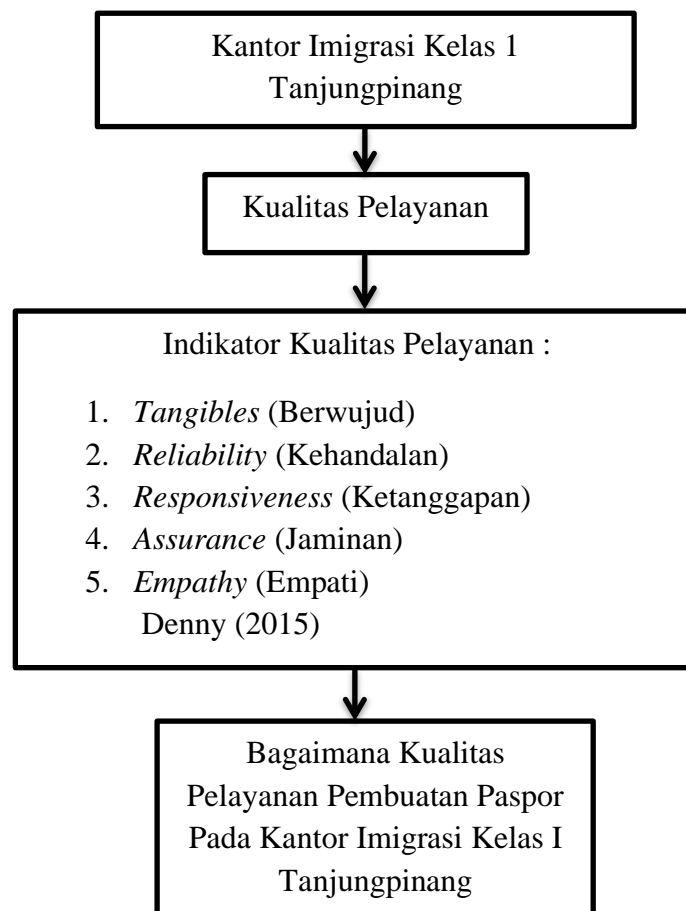 Kantor Imigrasi Kelas 1
Tanjungpinang
Kualitas Pelayanan
Indikator Kualitas Pelayanan :
1. Tangibles (Berwujud)
2. Reliability (Kehandalan)
3. Responsiveness (Ketanggapan)
4. Assurance (Jaminan)
5. Empathy (Empati)
Denny (2015)
Bagaimana Kualitas
Pelayanan Pembuatan Paspor
Pada Kantor Imigrasi Kelas I
Tanjungpinang